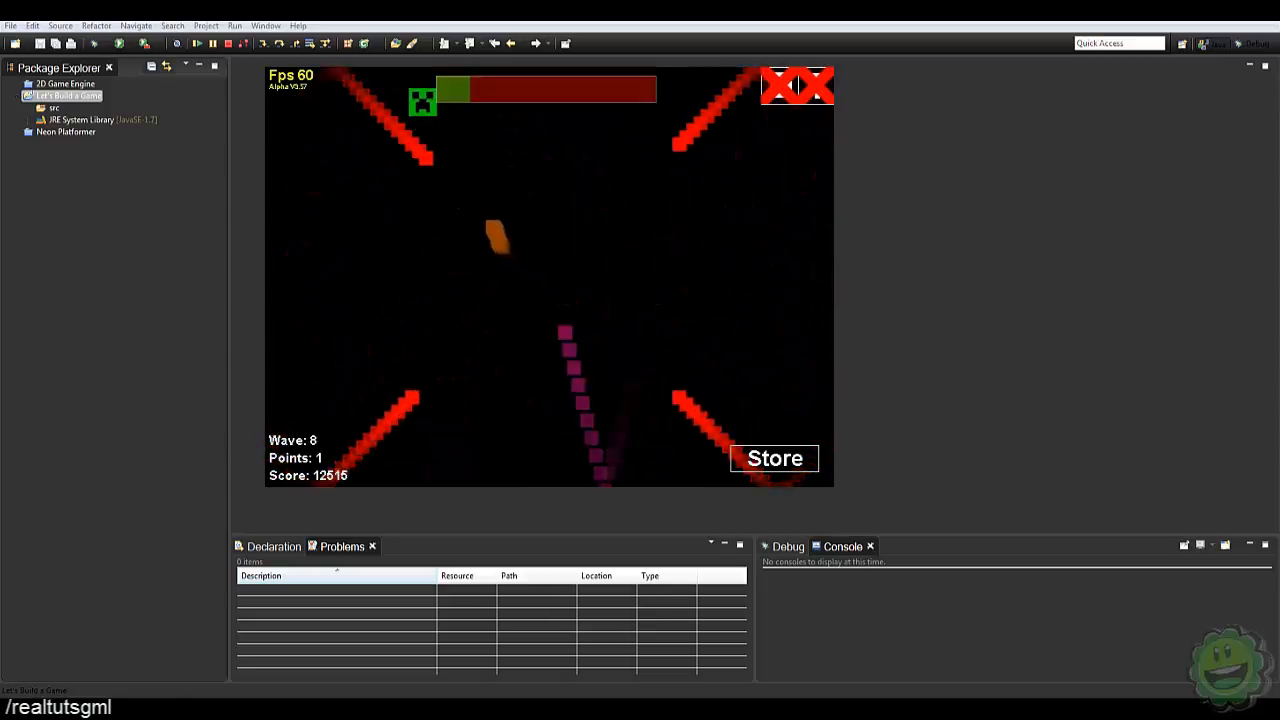 File Edit Source Refactor Navigate Search Project Run Window Help
Quick Access
Java
Debug
Package Explorer
2D Game Engine
Let's Build a Game
src
JRE System Library [JavaSE-1.7]
Neon Platformer
Fps 60
Alpha V3.57
Wave: 8
Points: 1
Score: 12515
Store
Declaration Problems
0 items
Description Resource Path Location Type
Debug Console
No consoles to display at this time.
Let's Build a Game
/realtutsgml